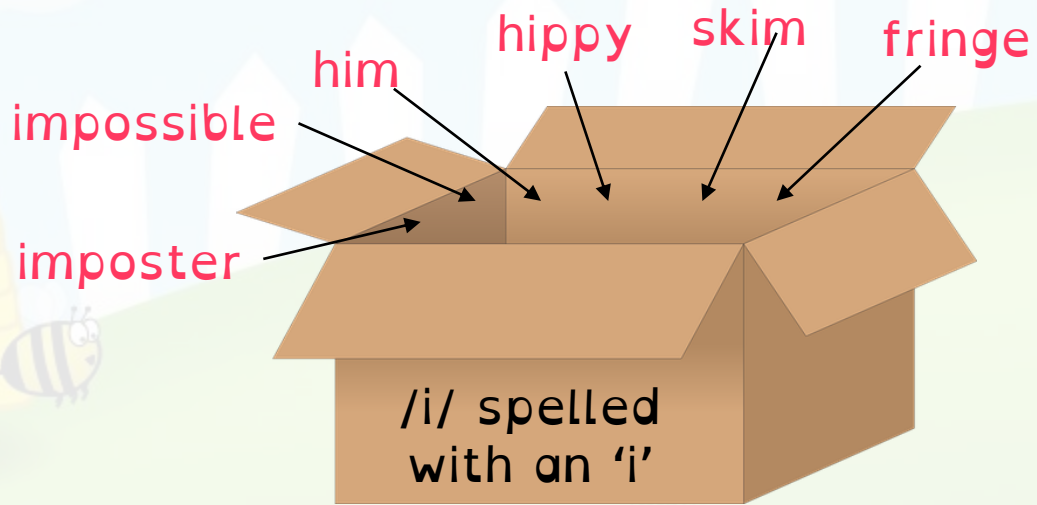 hippy
skim
fringe
him
impossible
imposter
/i/ spelled
with an ‘i’